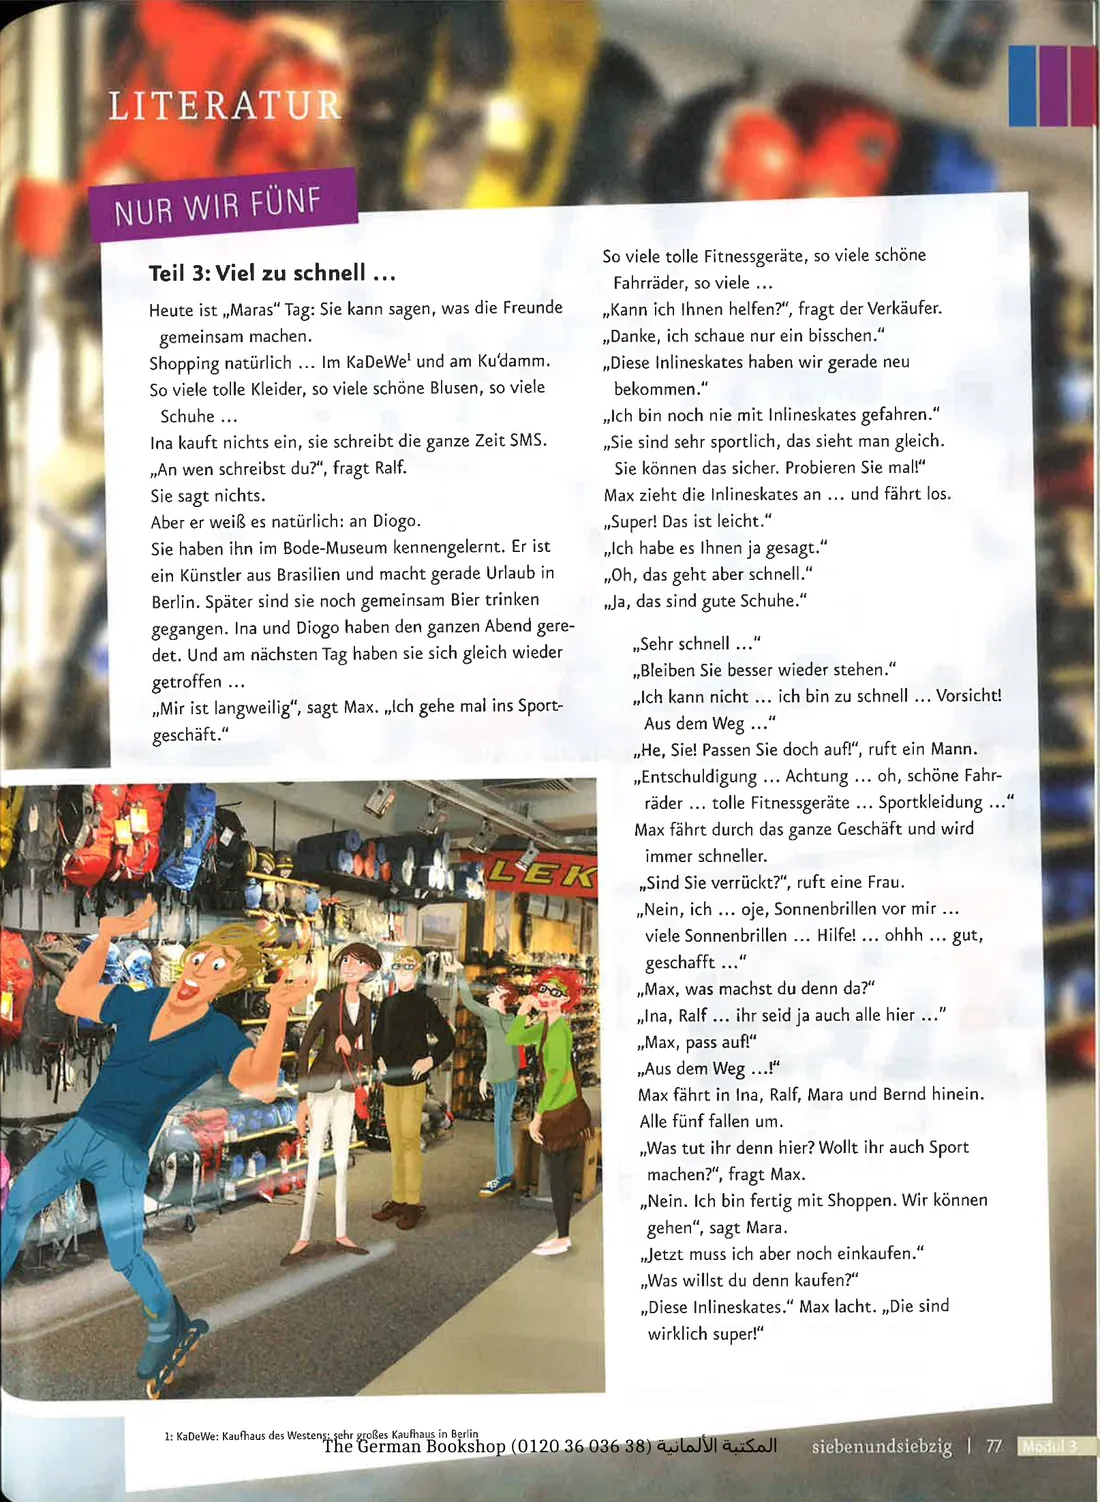 LITERATUR
NUR WIR FÜNF
Teil 3: Viel zu schnell ...
Heute ist „Maras“ Tag: Sie kann sagen, was die Freunde
gemeinsam machen.
Shopping natürlich ... Im KaDeWe¹ und am Ku‘damm.
So viele tolle Kleider, so viele schöne Blusen, so viele
Schuhe ...
Ina kauft nichts ein, sie schreibt die ganze Zeit SMS.
„An wen schreibst du?“, fragt Ralf.
Sie sagt nichts.
Aber er weiß es natürlich: an Diogo.
Sie haben ihn im Bode-Museum kennengelernt. Er ist
ein Künstler aus Brasilien und macht gerade Urlaub in
Berlin. Später sind sie noch gemeinsam Bier trinken
gegangen. Ina und Diogo haben den ganzen Abend gere-
det. Und am nächsten Tag haben sie sich gleich wieder
getroffen ...
„Mir ist langweilig“, sagt Max. „Ich gehe mal ins Sport-
geschäft.“
So viele tolle Fitnessgeräte, so viele schöne
Fahrräder, so viele ...
„Kann ich Ihnen helfen?“, fragt der Verkäufer.
„Danke, ich schaue nur ein bisschen.“
„Diese Inlineskates haben wir gerade neu
bekommen.“
„Ich bin noch nie mit Inlineskates gefahren.“
„Sie sind sehr sportlich, das sieht man gleich.
Sie können das sicher. Probieren Sie mal!“
Max zieht die Inlineskates an ... und fährt los.
„Super! Das ist leicht.“
„Ich habe es Ihnen ja gesagt.“
„Oh, das geht aber schnell.“
„Ja, das sind gute Schuhe.“
„Sehr schnell ...“
„Bleiben Sie besser wieder stehen.“
„Ich kann nicht ... ich bin zu schnell ... Vorsicht!
Aus dem Weg ...“
„He, Sie! Passen Sie doch auf!“, ruft ein Mann.
„Entschuldigung ... Achtung ... oh, schöne Fahr-
räder ... tolle Fitnessgeräte ... Sportkleidung ...“
Max fährt durch das ganze Geschäft und wird
immer schneller.
„Sind Sie verrückt?“, ruft eine Frau.
„Nein, ich ... oje, Sonnenbrillen vor mir ...
viele Sonnenbrillen ... Hilfe! ... ohhh ... gut,
geschafft ...“
„Max, was machst du denn da?“
„Ina, Ralf ... ihr seid ja auch alle hier ...”
„Max, pass auf!“
„Aus dem Weg ...!“
Max fährt in Ina, Ralf, Mara und Bernd hinein.
Alle fünf fallen um.
„Was tut ihr denn hier? Wollt ihr auch Sport
machen?“, fragt Max.
„Nein. Ich bin fertig mit Shoppen. Wir können
gehen“, sagt Mara.
„Jetzt muss ich aber noch einkaufen.“
„Was willst du denn kaufen?“
„Diese Inlineskates.“ Max lacht. „Die sind
wirklich super!“
LEK
1: KaDeWe: Kaufhaus des Westens: sehr großes Kaufhaus in Berlin
The German Bookshop (0120 36 036 38) المكتبة الألمانية
siebenundsiebzig | 77 Modul 3